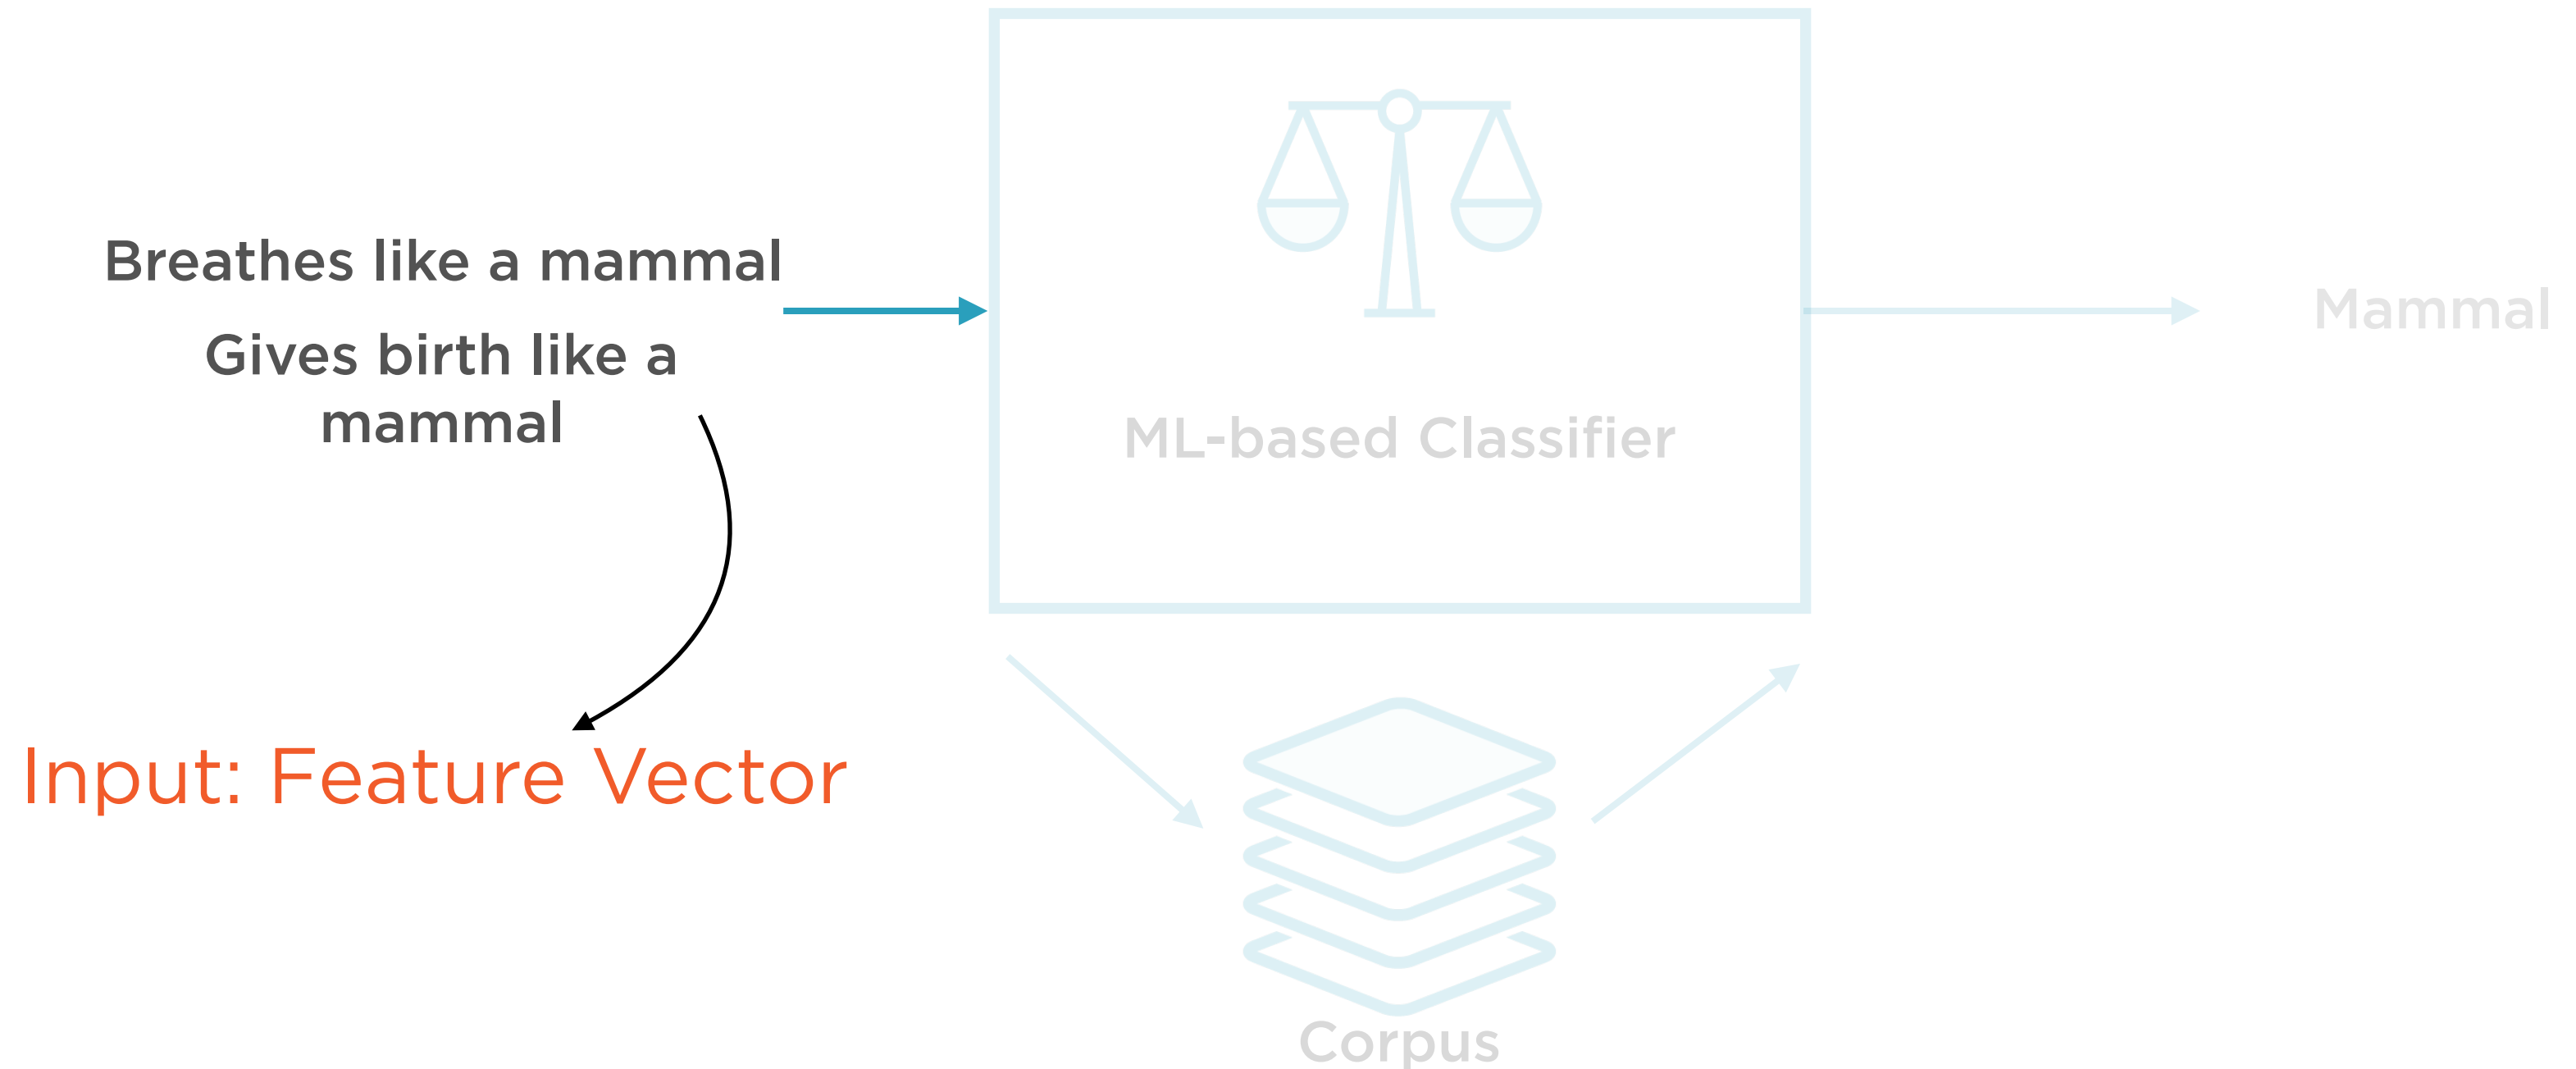 Breathes like a mammal
Gives birth like a
mammal
Input: Feature Vector
ML-based Classifier
Mammal
Corpus